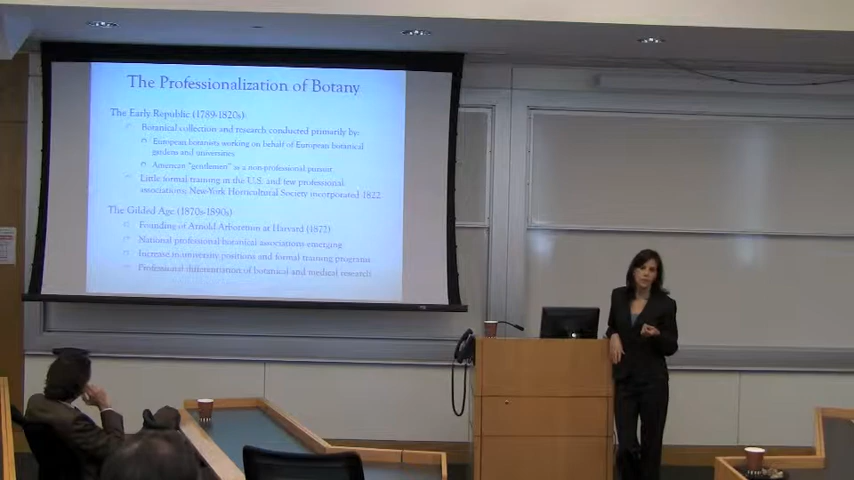 The Professionalization of Botany
The Early Republic (1789-1820s):
Botanical collection and research conducted primarily by:
European botanists working on behalf of European botanical
gardens and universities
American "gentlemen" as a non-professional pursuit
Little formal training in the U.S. and few professional
associations; New-York Horticultural Society incorporated 1822
The Gilded Age (1870s-1890s)
Founding of Arnold Arboretum at Harvard (1872)
National professional botanical associations emerging
Increase in university positions and formal training programs
Professional differentiation of botanical and medical research